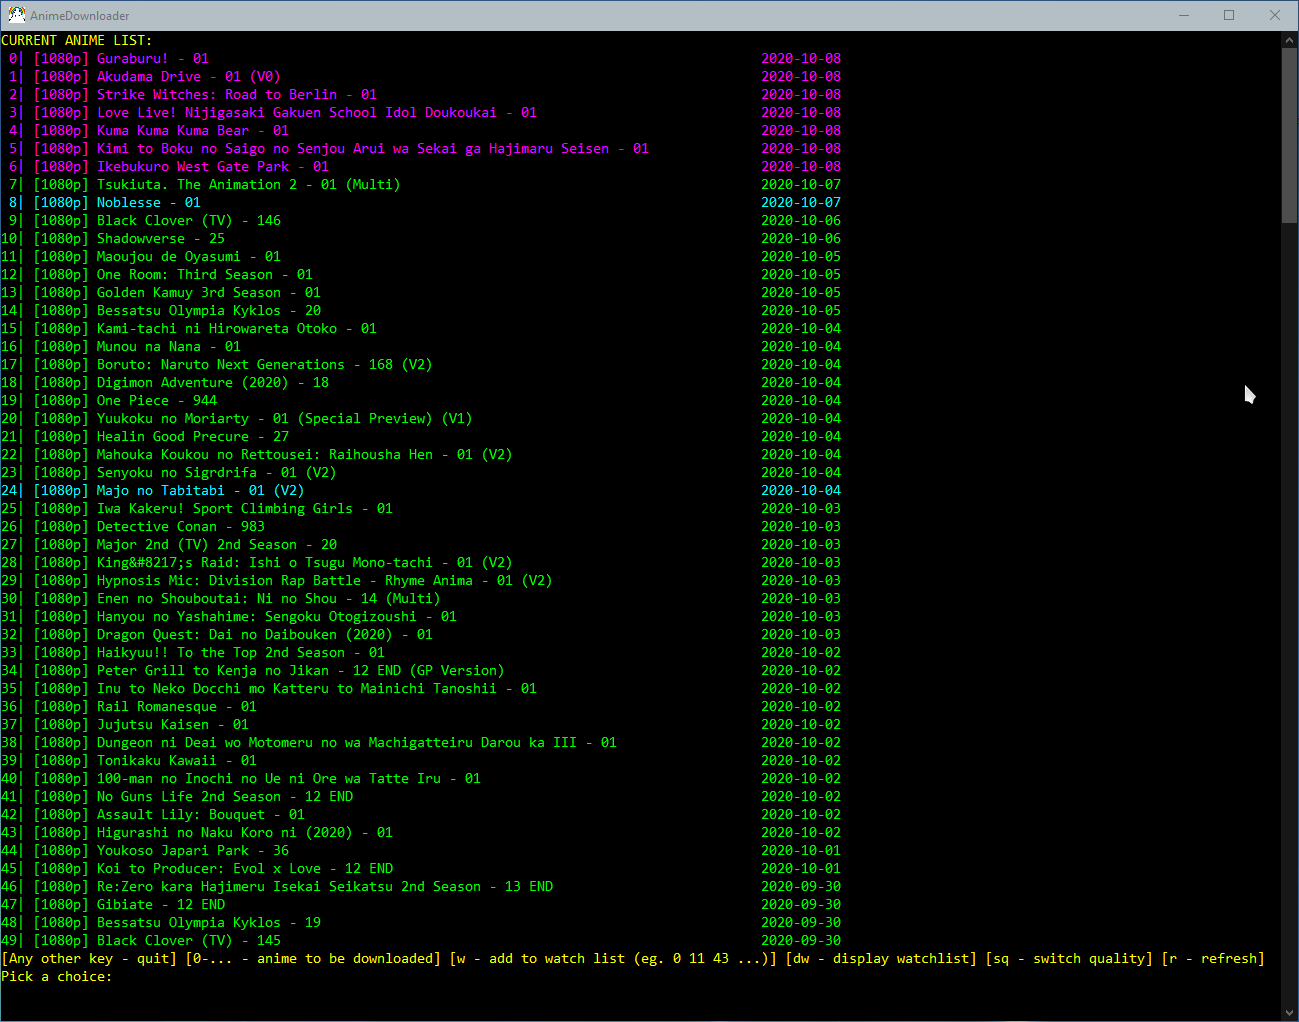 AnimeDownloader
CURRENT ANIME LIST:
0| [1080p] Guraburu! - 01 2020-10-08
1| [1080p] Akudama Drive - 01 (V0) 2020-10-08
2| [1080p] Strike Witches: Road to Berlin - 01 2020-10-08
3| [1080p] Love Live! Nijigasaki Gakuen School Idol Doukoukai - 01 2020-10-08
4| [1080p] Kuma Kuma Kuma Bear - 01 2020-10-08
5| [1080p] Kimi to Boku no Saigo no Senjou Arui wa Sekai ga Hajimaru Seisen - 01 2020-10-08
6| [1080p] Ikebukuro West Gate Park - 01 2020-10-08
7| [1080p] Tsukiuta. The Animation 2 - 01 (Multi) 2020-10-07
8| [1080p] Noblesse - 01 2020-10-07
9| [1080p] Black Clover (TV) - 146 2020-10-06
10| [1080p] Shadowverse - 25 2020-10-06
11| [1080p] Maoujou de Oyasumi - 01 2020-10-05
12| [1080p] One Room: Third Season - 01 2020-10-05
13| [1080p] Golden Kamuy 3rd Season - 01 2020-10-05
14| [1080p] Bessatsu Olympia Kyklos - 20 2020-10-05
15| [1080p] Kami-tachi ni Hirowareta Otoko - 01 2020-10-04
16| [1080p] Munou na Nana - 01 2020-10-04
17| [1080p] Boruto: Naruto Next Generations - 168 (V2) 2020-10-04
18| [1080p] Digimon Adventure (2020) - 18 2020-10-04
19| [1080p] One Piece - 944 2020-10-04
20| [1080p] Yuukoku no Moriarty - 01 (Special Preview) (V1) 2020-10-04
21| [1080p] Healin Good Precure - 27 2020-10-04
22| [1080p] Mahouka Koukou no Rettousei: Raihousha Hen - 01 (V2) 2020-10-04
23| [1080p] Senyoku no Sigrdrifa - 01 (V2) 2020-10-04
24| [1080p] Majo no Tabitabi - 01 (V2) 2020-10-04
25| [1080p] Iwa Kakeru! Sport Climbing Girls - 01 2020-10-03
26| [1080p] Detective Conan - 983 2020-10-03
27| [1080p] Major 2nd (TV) 2nd Season - 20 2020-10-03
28| [1080p] King&#8217;s Raid: Ishi o Tsugu Mono-tachi - 01 (V2) 2020-10-03
29| [1080p] Hypnosis Mic: Division Rap Battle - Rhyme Anima - 01 (V2) 2020-10-03
30| [1080p] Enen no Shouboutai: Ni no Shou - 14 (Multi) 2020-10-03
31| [1080p] Hanyou no Yashahime: Sengoku Otogizoushi - 01 2020-10-03
32| [1080p] Dragon Quest: Dai no Daibouken (2020) - 01 2020-10-03
33| [1080p] Haikyuu!! To the Top 2nd Season - 01 2020-10-02
34| [1080p] Peter Grill to Kenja no Jikan - 12 END (GP Version) 2020-10-02
35| [1080p] Inu to Neko Docchi mo Katteru to Mainichi Tanoshii - 01 2020-10-02
36| [1080p] Rail Romanesque - 01 2020-10-02
37| [1080p] Jujutsu Kaisen - 01 2020-10-02
38| [1080p] Dungeon ni Deai wo Motomeru no wa Machigatteiru Darou ka III - 01 2020-10-02
39| [1080p] Tonikaku Kawaii - 01 2020-10-02
40| [1080p] 100-man no Inochi no Ue ni Ore wa Tatte Iru - 01 2020-10-02
41| [1080p] No Guns Life 2nd Season - 12 END 2020-10-02
42| [1080p] Assault Lily: Bouquet - 01 2020-10-02
43| [1080p] Higurashi no Naku Koro ni (2020) - 01 2020-10-02
44| [1080p] Youkoso Japari Park - 36 2020-10-01
45| [1080p] Koi to Producer: Evol x Love - 12 END 2020-10-01
46| [1080p] Re:Zero kara Hajimeru Isekai Seikatsu 2nd Season - 13 END 2020-09-30
47| [1080p] Gibiate - 12 END 2020-09-30
48| [1080p] Bessatsu Olympia Kyklos - 19 2020-09-30
49| [1080p] Black Clover (TV) - 145 2020-09-30
[Any other key - quit] [0-... - anime to be downloaded] [w - add to watch list (eg. 0 11 43 ...)] [dw - display watchlist] [sq - switch quality] [r - refresh]
Pick a choice: